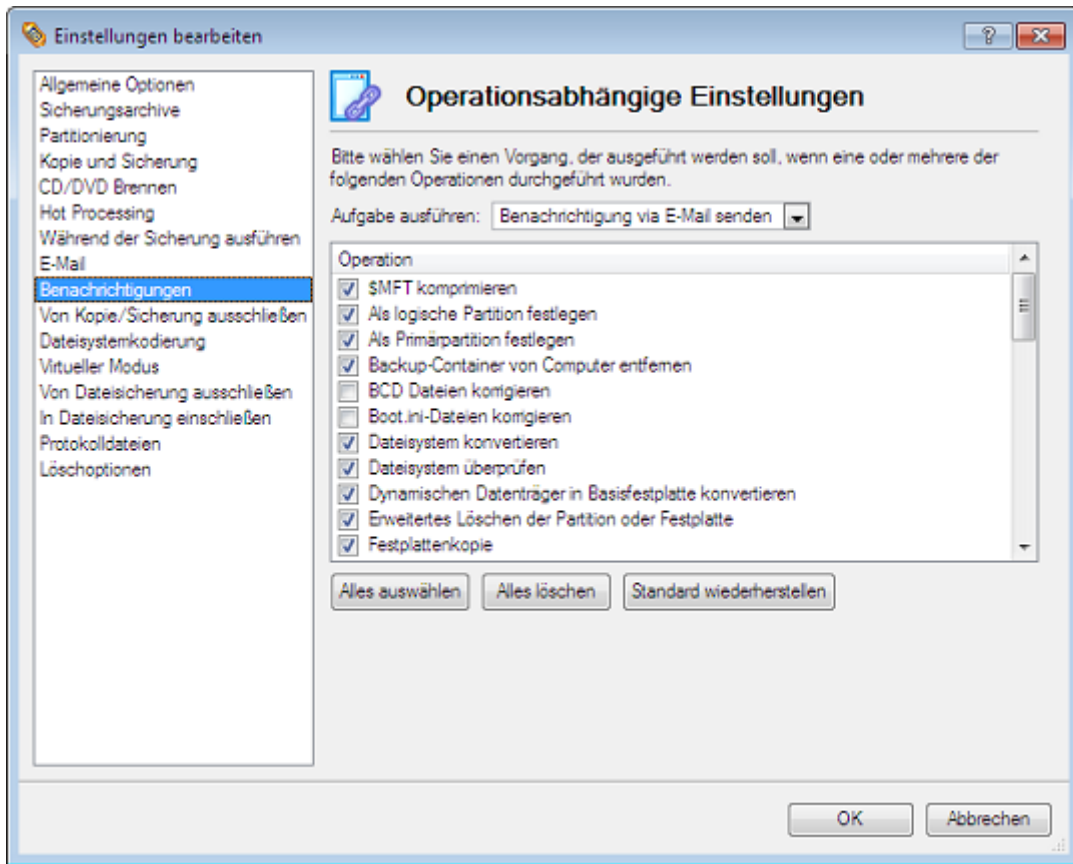 Einstellungen bearbeiten
Allgemeine Optionen
Sicherungsarchive
Partitionierung
Kopie und Sicherung
CD/DVD Brennen
Hot Processing
Während der Sicherung ausführen
E-Mail
Benachrichtigungen
Von Kopie/Sicherung ausschließen
Dateisystemkodierung
Virtueller Modus
Von Dateisicherung ausschließen
In Dateisicherung einschließen
Protokolldateien
Löschoptionen
Operationsabhängige Einstellungen
Bitte wählen Sie einen Vorgang, der ausgeführt werden soll, wenn eine oder mehrere der
folgenden Operationen durchgeführt wurden.
Aufgabe ausführen: Benachrichtigung via E-Mail senden
Operation
$MFT komprimieren
Als logische Partition festlegen
Als Primärpartition festlegen
Backup-Container von Computer entfernen
BCD Dateien korrigieren
Boot.ini-Dateien korrigieren
Dateisystem konvertieren
Dateisystem überprüfen
Dynamischen Datenträger in Basisfestplatte konvertieren
Erweitertes Löschen der Partition oder Festplatte
Festplattenkopie
Alles auswählen Alles löschen Standard wiederherstellen
OK Abbrechen